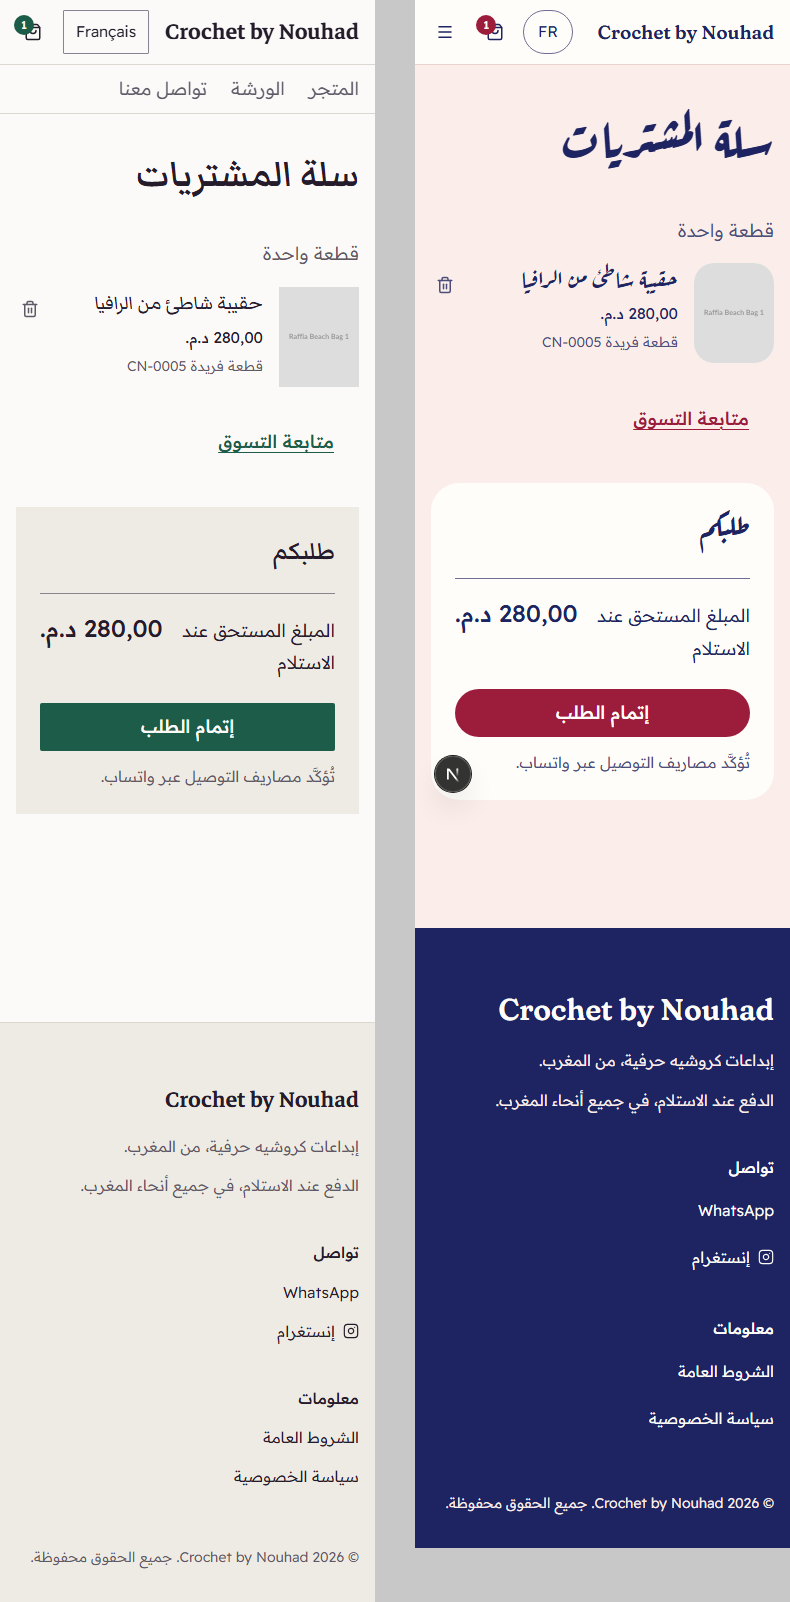 Crochet by Nouhad
Français
1
المتجر
الورشة
تواصل معنا
سلة المشتريات
قطعة واحدة
Raffia Beach Bag 1
حقيبة شاطئ من الرافيا
280,00 د.م.
قطعة فريدة CN-0005
متابعة التسوق
طلبكم
المبلغ المستحق عند
الاستلام
280,00 د.م.
إتمام الطلب
تُؤكَّد مصاريف التوصيل عبر واتساب.
Crochet by Nouhad
إبداعات كروشيه حرفية، من المغرب.
الدفع عند الاستلام، في جميع أنحاء المغرب.
تواصل
WhatsApp
إنستغرام
معلومات
الشروط العامة
سياسة الخصوصية
© 2026 Crochet by Nouhad. جميع الحقوق محفوظة.
Crochet by Nouhad
FR
1
سلة المشتريات
قطعة واحدة
Raffia Beach Bag 1
حقيبة شاطئ من الرافيا
280,00 د.م.
قطعة فريدة CN-0005
متابعة التسوق
طلبكم
المبلغ المستحق عند
الاستلام
280,00 د.م.
إتمام الطلب
تُؤكَّد مصاريف التوصيل عبر واتساب.
N
Crochet by Nouhad
إبداعات كروشيه حرفية، من المغرب.
الدفع عند الاستلام، في جميع أنحاء المغرب.
تواصل
WhatsApp
إنستغرام
معلومات
الشروط العامة
سياسة الخصوصية
© 2026 Crochet by Nouhad. جميع الحقوق محفوظة.